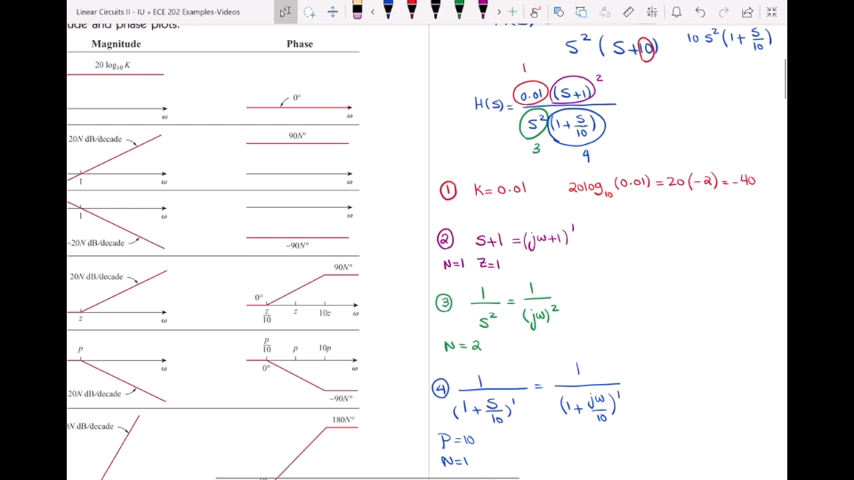 Linear Circuits II - IU » ECE 202 Examples-Videos
ude and phase plots.
Magnitude Phase
20 log10 K
0°
ω ω
20N dB/decade
90N°
1 ω ω
1 ω ω
−20N dB/decade
−90N°
20N dB/decade
90N°
0°
z ω z/10 z 10z ω
p p/10 p 10p
ω 0° ω
20N dB/decade
−90N°
N dB/decade
180N°
S² (S+10)
10 S² (1 + S/10)
1
2
H(S) = 0.01 (S+1) / S² (1 + S/10)
3
4
① K = 0.01 20log10 (0.01) = 20(-2) = -40
② S+1 = (jω+1)¹
N=1 Z=1
③ 1/S² = 1/(jω)²
N = 2
④ 1/(1 + S/10)¹ = 1/(1 + jω/10)¹
P=10
N=1